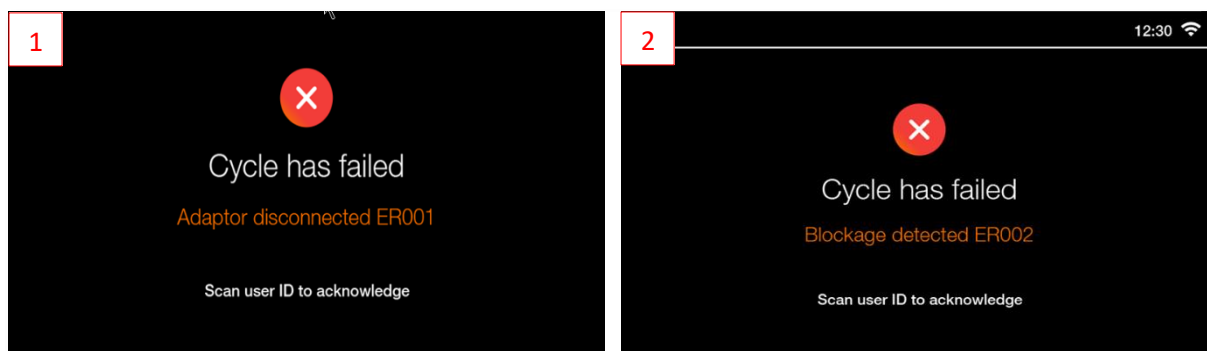 1
Cycle has failed
Adaptor disconnected ER001
Scan user ID to acknowledge
2
12:30
Cycle has failed
Blockage detected ER002
Scan user ID to acknowledge